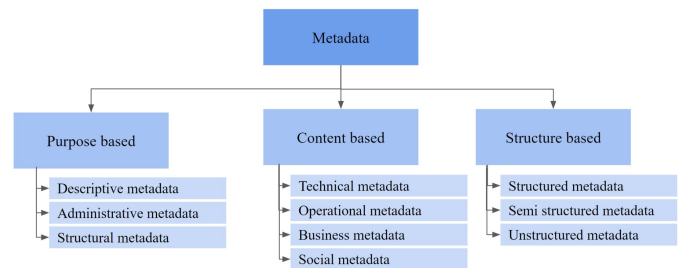 Metadata
Purpose based
Descriptive metadata
Administrative metadata
Structural metadata
Content based
Technical metadata
Operational metadata
Business metadata
Social metadata
Structure based
Structured metadata
Semi structured metadata
Unstructured metadata